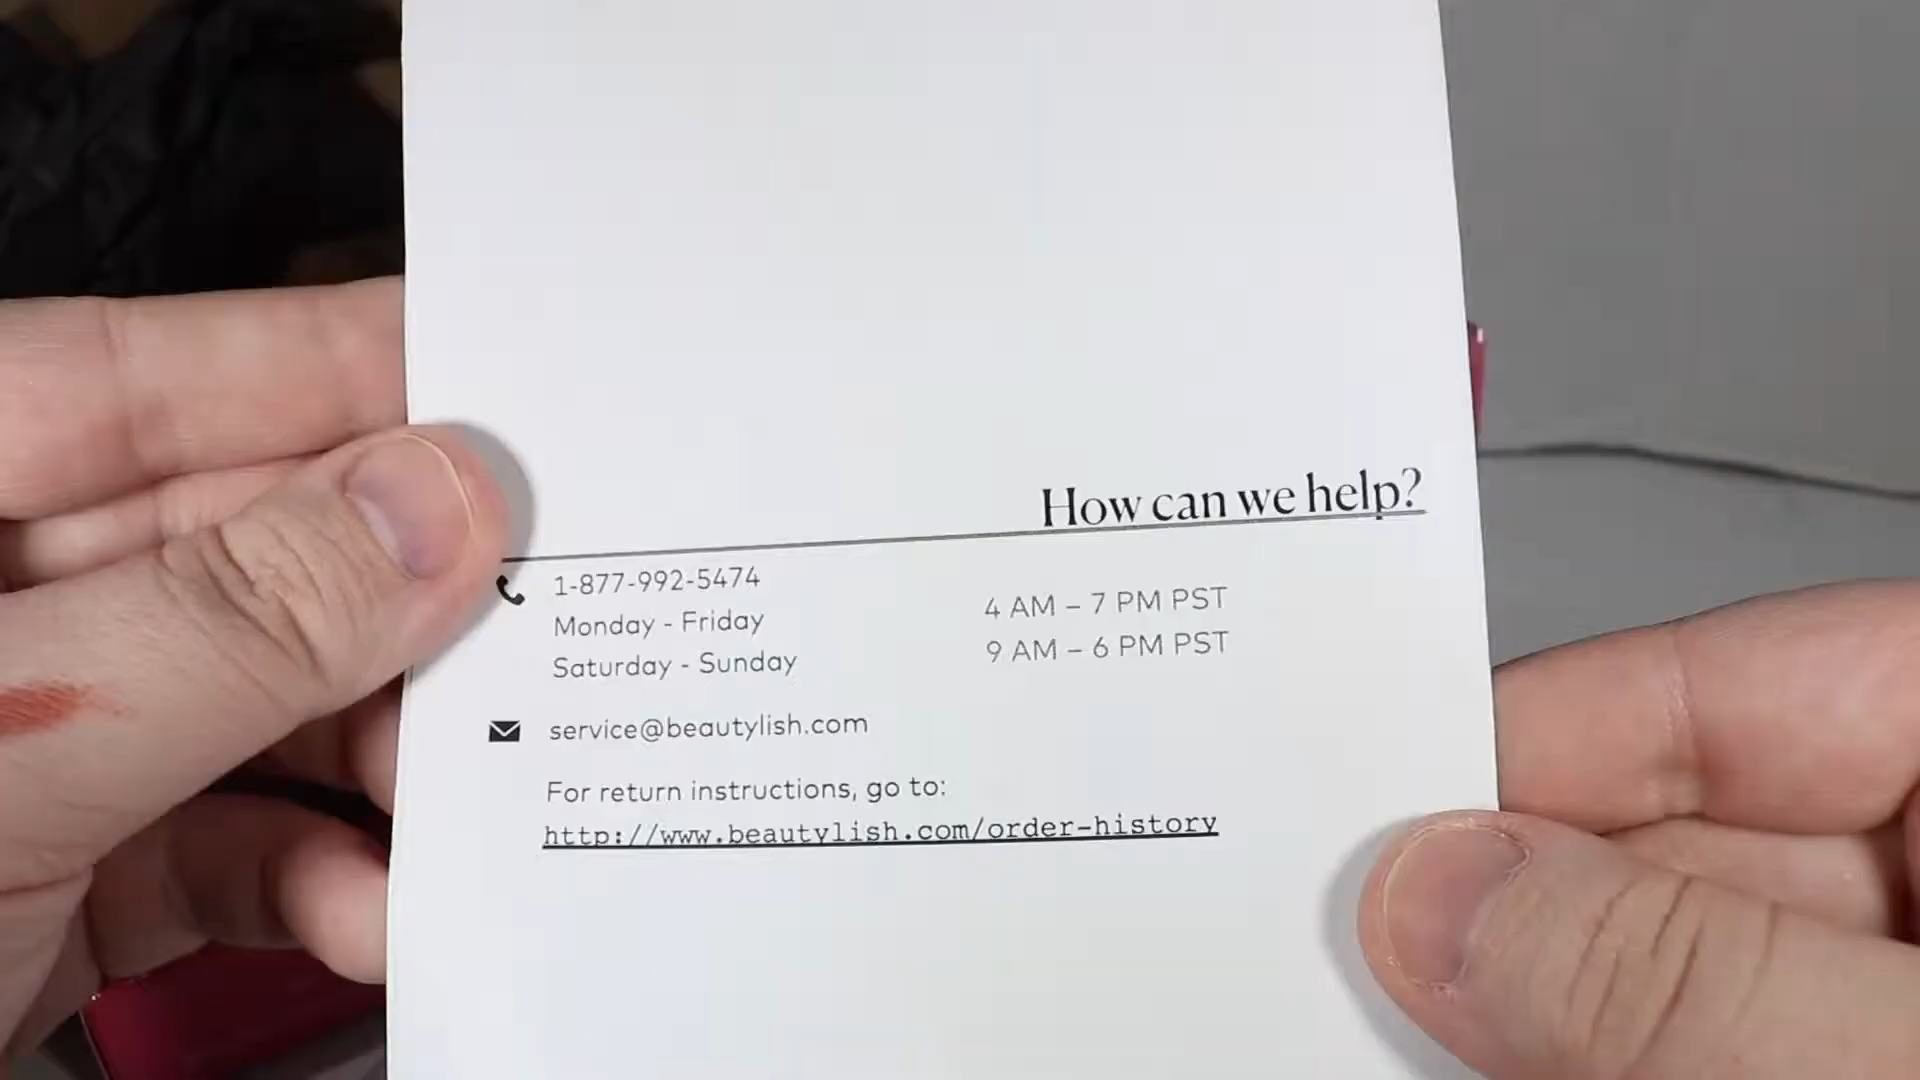 How can we help?
1-877-992-5474
Monday - Friday 4 AM – 7 PM PST
Saturday - Sunday 9 AM – 6 PM PST
service@beautylish.com
For return instructions, go to:
http://www.beautylish.com/order-history